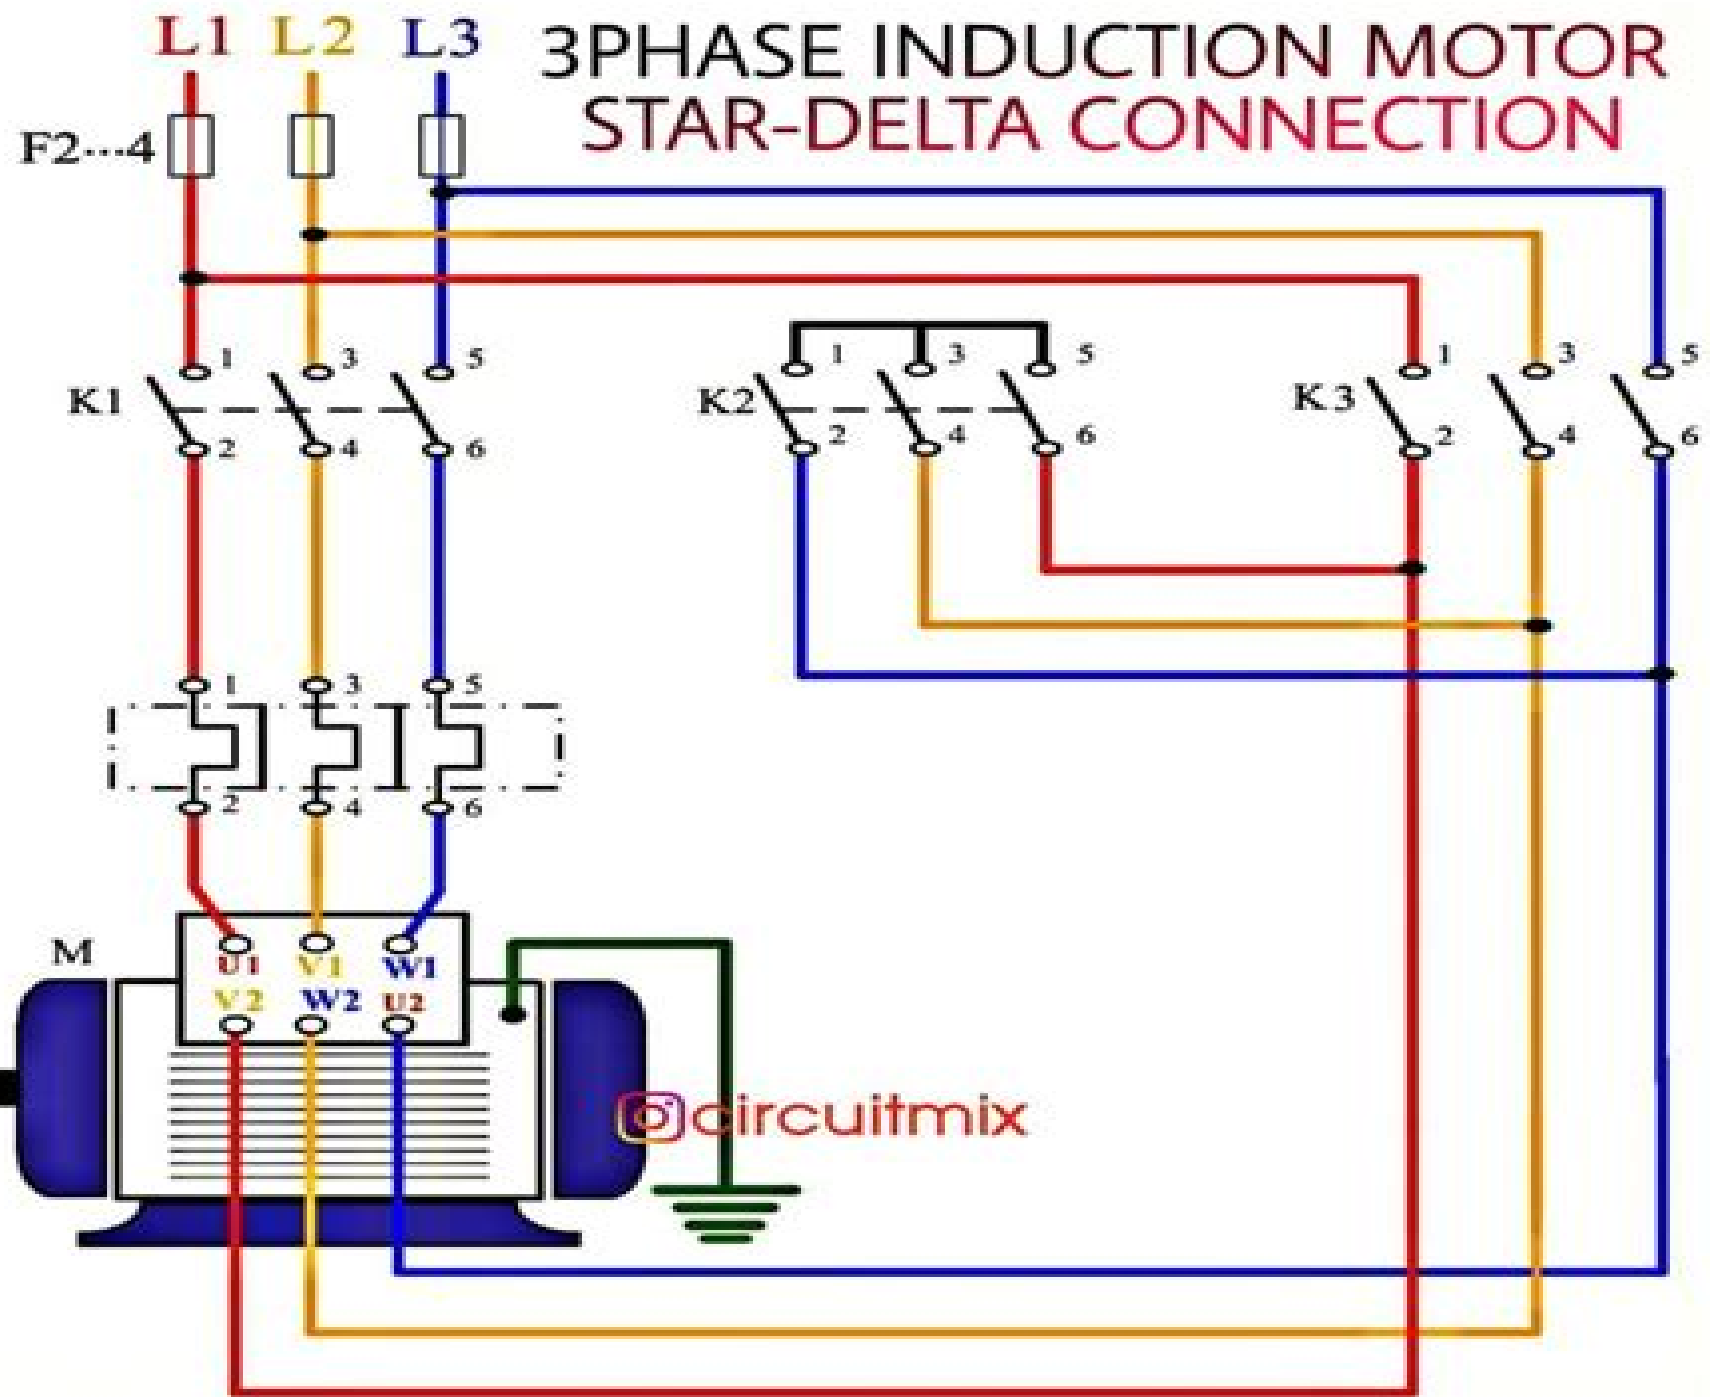 L1 L2 L3 3PHASE INDUCTION MOTOR
STAR-DELTA CONNECTION
F2...4
1 3 5 1 3 5 1 3 5
K1 K2 K3
2 4 6 2 4 6 2 4 6
1 3 5
2 4 6
M
U1 V1 W1
V2 W2 U2
circuitmix